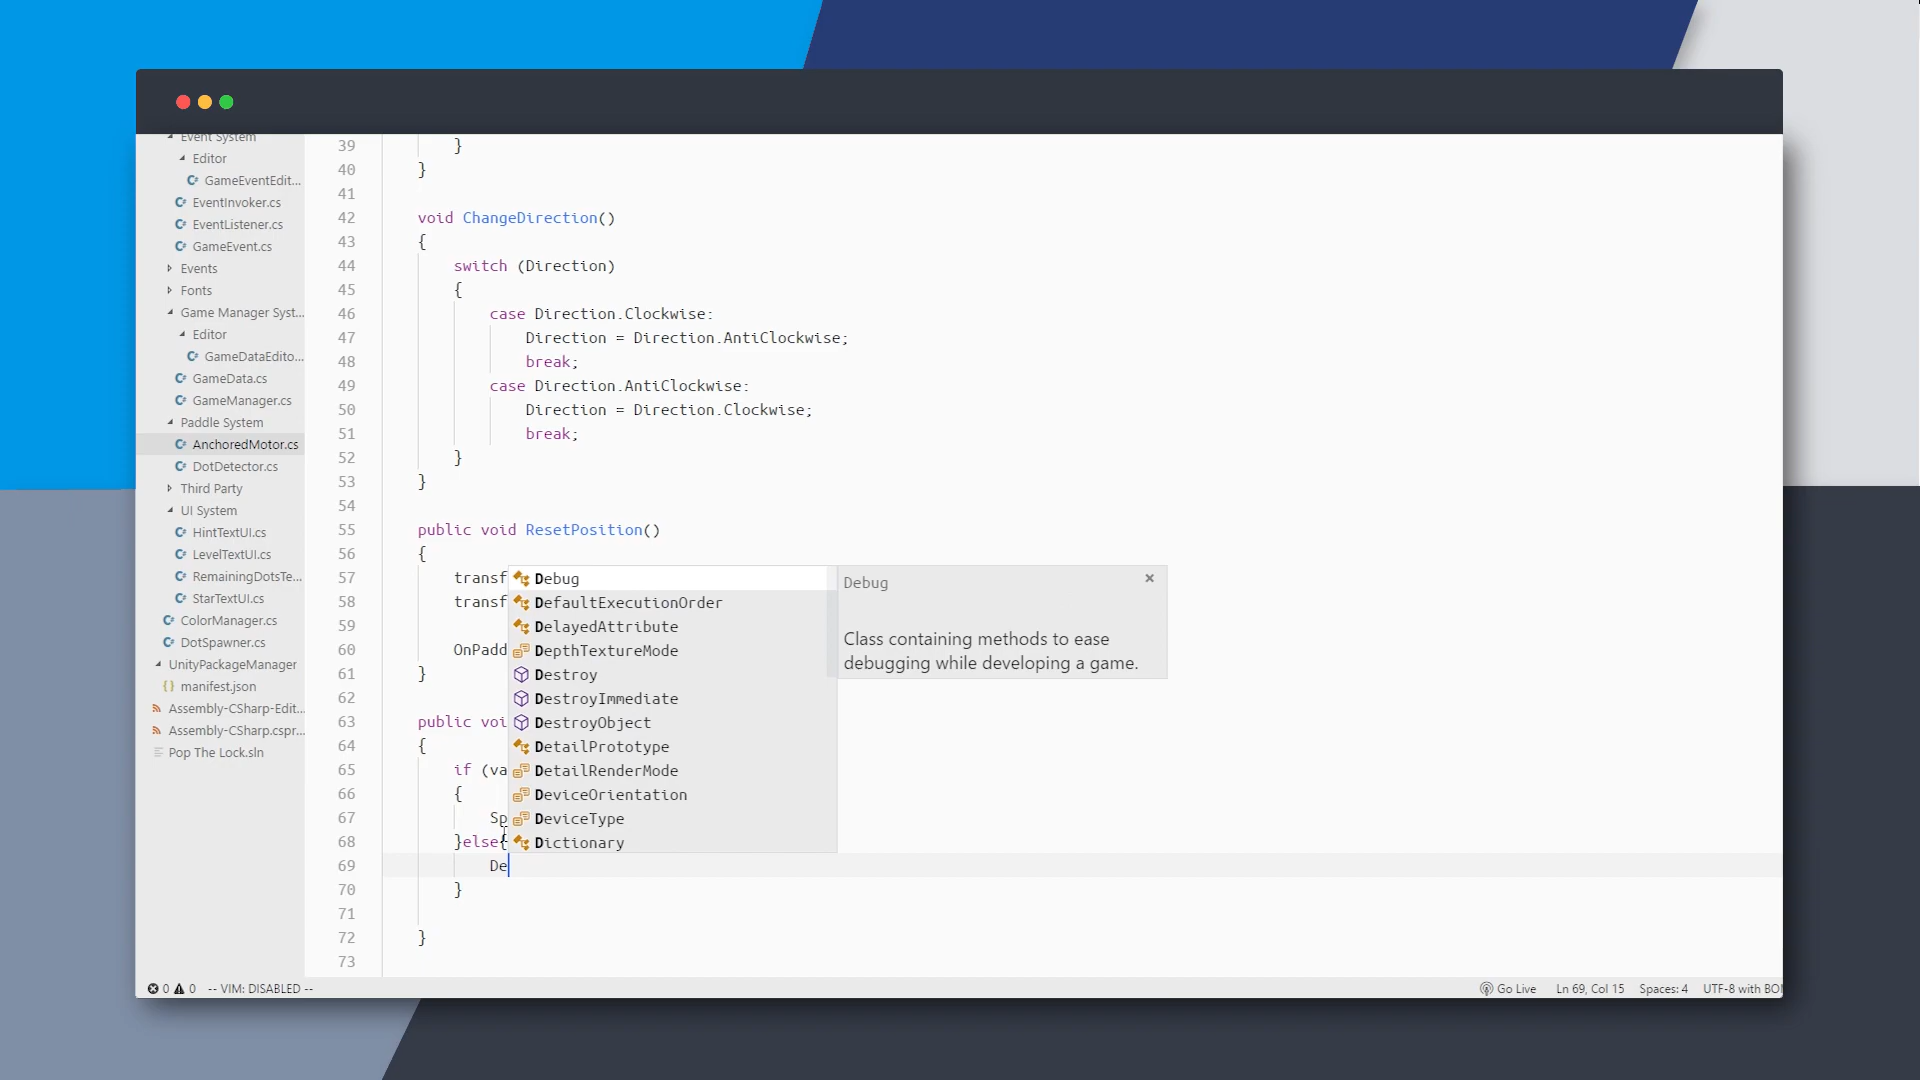 Event System
Editor
GameEventEdit...
EventInvoker.cs
EventListener.cs
GameEvent.cs
Events
Fonts
Game Manager Syst...
Editor
GameDataEdito...
GameData.cs
GameManager.cs
Paddle System
AnchoredMotor.cs
DotDetector.cs
Third Party
UI System
HintTextUI.cs
LevelTextUI.cs
RemainingDotsTe...
StarTextUI.cs
ColorManager.cs
DotSpawner.cs
UnityPackageManager
manifest.json
Assembly-CSharp-Edit...
Assembly-CSharp.cspr...
Pop The Lock.sln
39 }
40 }
41
42 void ChangeDirection()
43 {
44 switch (Direction)
45 {
46 case Direction.Clockwise:
47 Direction = Direction.AntiClockwise;
48 break;
49 case Direction.AntiClockwise:
50 Direction = Direction.Clockwise;
51 break;
52 }
53 }
54
55 public void ResetPosition()
56 {
57 transf
58 transf
59
60 OnPadd
61 }
62
63 public voi
64 {
65 if (va
66 {
67 Sp
68 }else{
69 De
70 }
71
72 }
73
Debug
DefaultExecutionOrder
DelayedAttribute
DepthTextureMode
Destroy
DestroyImmediate
DestroyObject
DetailPrototype
DetailRenderMode
DeviceOrientation
DeviceType
Dictionary
Debug
Class containing methods to ease
debugging while developing a game.
0 0 -- VIM: DISABLED -- Go Live Ln 69, Col 15 Spaces: 4 UTF-8 with BO